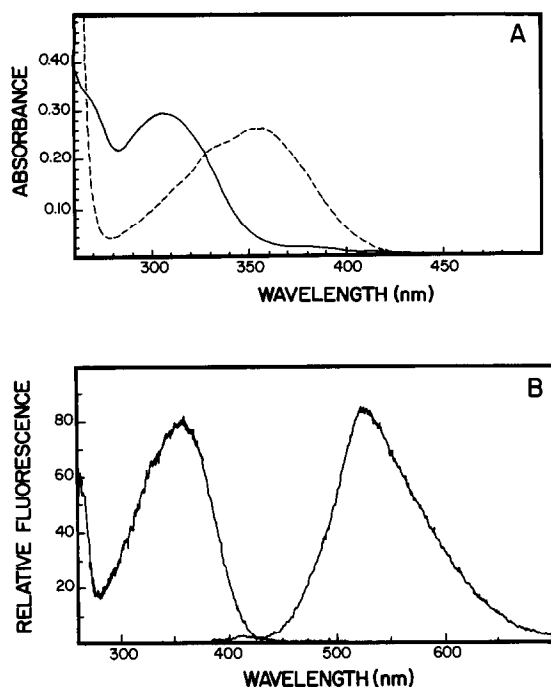 A
ABSORBANCE
0.40
0.30
0.20
0.10
300
350
400
450
WAVELENGTH (nm)
B
RELATIVE FLUORESCENCE
80
60
40
20
300
400
500
600
WAVELENGTH (nm)